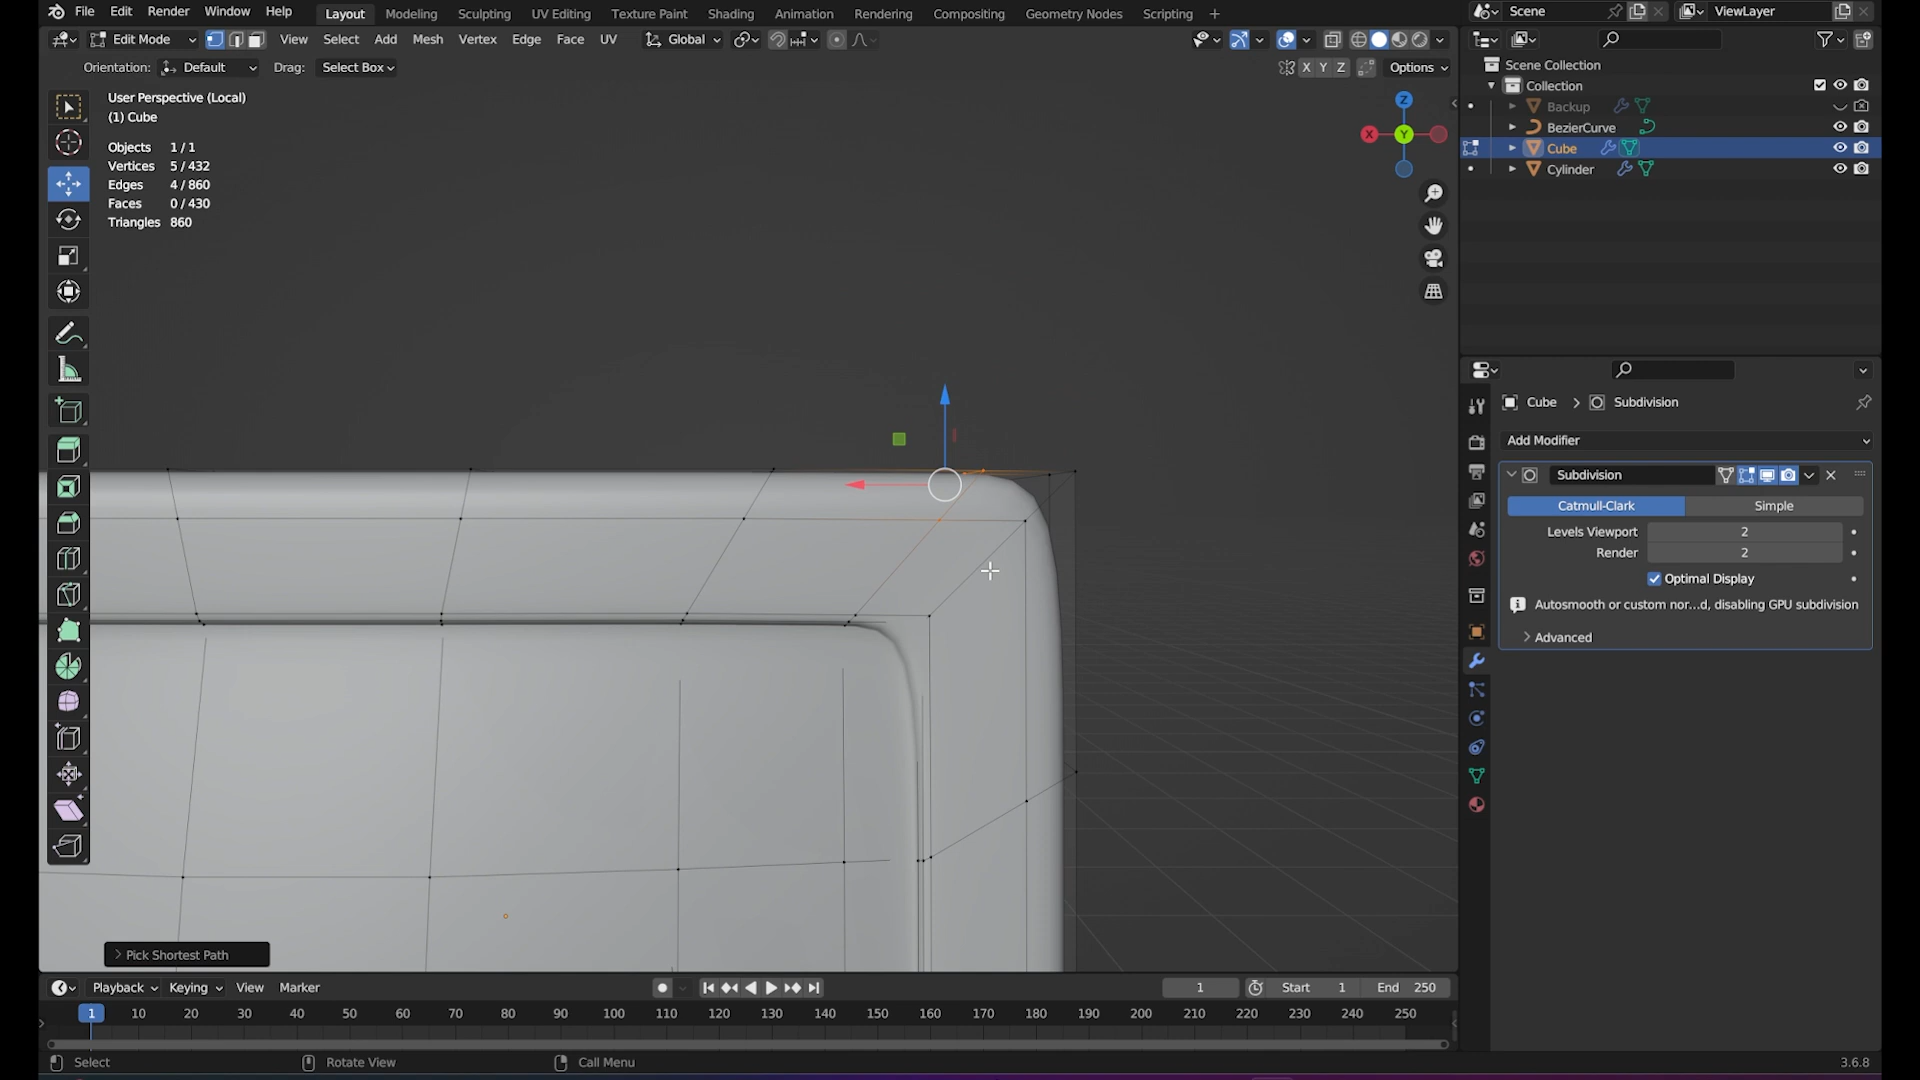 File Edit Render Window Help Layout Modeling Sculpting UV Editing Texture Paint Shading Animation Rendering Compositing Geometry Nodes Scripting + Scene ViewLayer
Edit Mode View Select Add Mesh Vertex Edge Face UV Global
Orientation: Default Drag: Select Box X Y Z Options
User Perspective (Local)
(1) Cube
Objects 1/1
Vertices 5/432
Edges 4/860
Faces 0/430
Triangles 860
Z
X Y
Scene Collection
Collection
Backup
BezierCurve
Cube
Cylinder
Cube > Subdivision
Add Modifier
Subdivision
Catmull-Clark Simple
Levels Viewport 2
Render 2
Optimal Display
Autosmooth or custom nor...d, disabling GPU subdivision
Advanced
Pick Shortest Path
Playback Keying View Marker 1 Start 1 End 250
1 10 20 30 40 50 60 70 80 90 100 110 120 130 140 150 160 170 180 190 200 210 220 230 240 250
Select Rotate View Call Menu 3.6.8